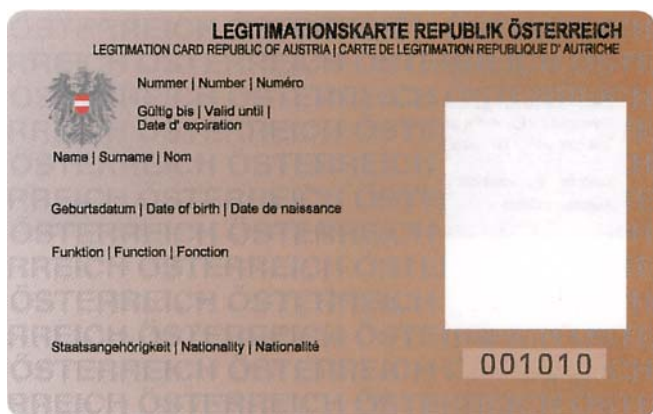 LEGITIMATIONSKARTE REPUBLIK ÖSTERREICH
LEGITIMATION CARD REPUBLIC OF AUSTRIA | CARTE DE LEGITIMATION REPUBLIQUE D' AUTRICHE
Nummer | Number | Numéro
Gültig bis | Valid until |
Date d' expiration
Name | Surname | Nom
Geburtsdatum | Date of birth | Date de naissance
Funktion | Function | Fonction
Staatsangehörigkeit | Nationality | Nationalité
001010